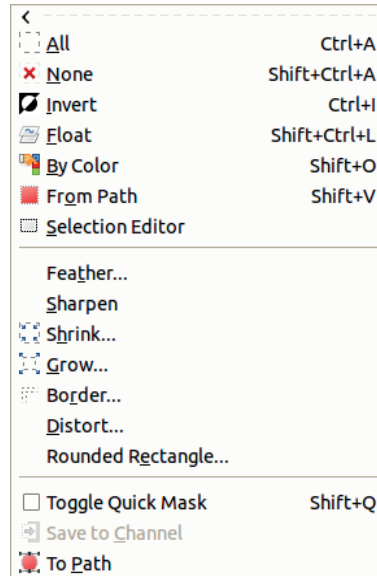 All Ctrl+A
None Shift+Ctrl+A
Invert Ctrl+I
Float Shift+Ctrl+L
By Color Shift+O
From Path Shift+V
Selection Editor
Feather...
Sharpen
Shrink...
Grow...
Border...
Distort...
Rounded Rectangle...
Toggle Quick Mask Shift+Q
Save to Channel
To Path